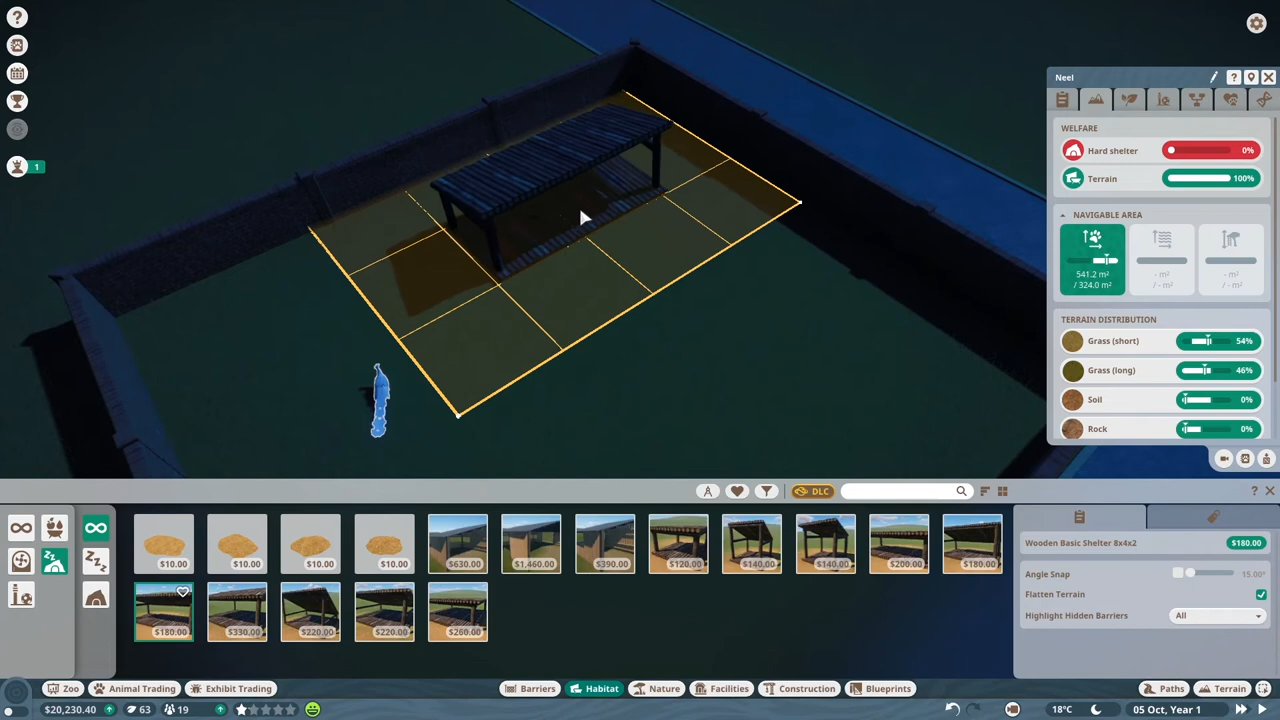 ?
1
Neel
?
WELFARE
Hard shelter 0%
Terrain 100%
NAVIGABLE AREA
541.2 m²
/ 324.0 m²
- m²
/ - m²
- m²
/ - m²
TERRAIN DISTRIBUTION
Grass (short) 54%
Grass (long) 46%
Soil 0%
Rock 0%
DLC
?
$10.00
$10.00
$10.00
$10.00
$630.00
$1,460.00
$390.00
$120.00
$140.00
$140.00
$200.00
$180.00
$180.00
$330.00
$220.00
$220.00
$260.00
Wooden Basic Shelter 8x4x2 $180.00
Angle Snap 15.00°
Flatten Terrain
Highlight Hidden Barriers All
Zoo Animal Trading Exhibit Trading Barriers Habitat Nature Facilities Construction Blueprints Paths Terrain
$20,230.40 63 19 18°C 05 Oct, Year 1